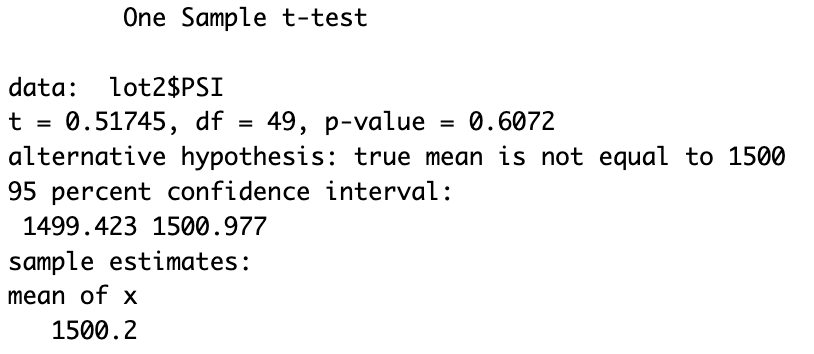 One Sample t-test
data:  lot2$PSI
t = 0.51745, df = 49, p-value = 0.6072
alternative hypothesis: true mean is not equal to 1500
95 percent confidence interval:
1499.423 1500.977
sample estimates:
mean of x
1500.2